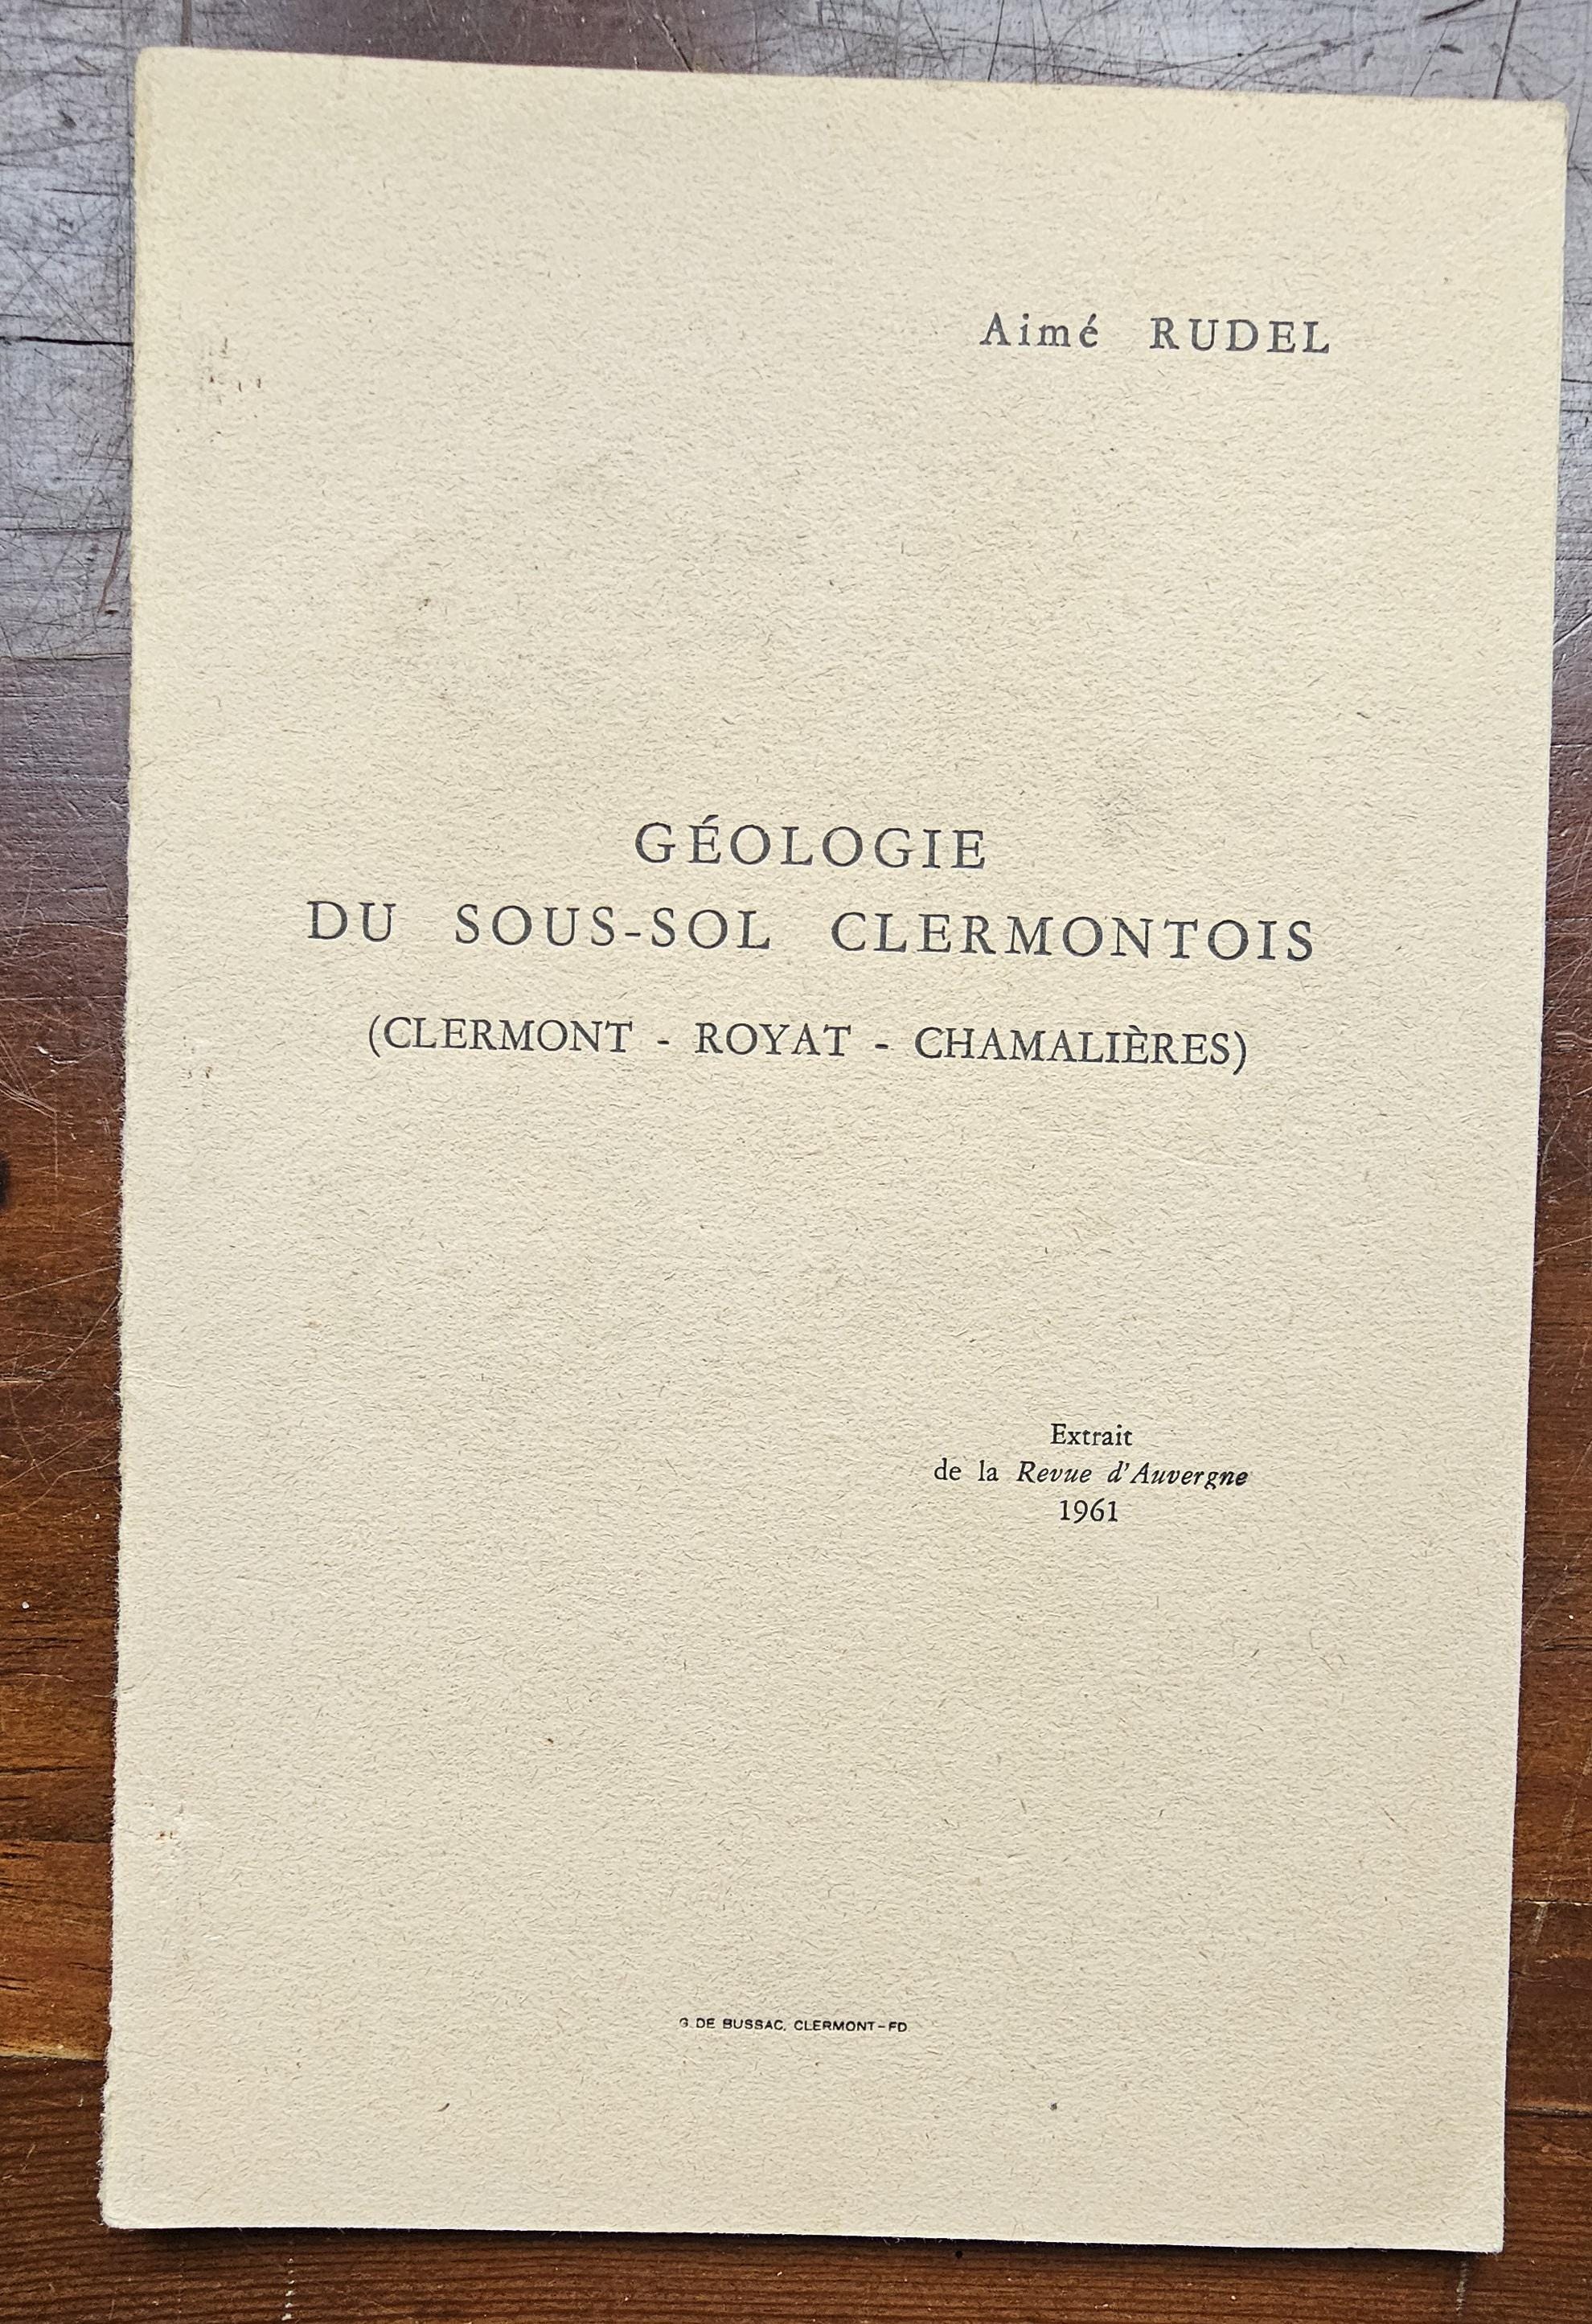 Aimé RUDEL
GÉOLOGIE
DU SOUS-SOL CLERMONTOIS
(CLERMONT - ROYAT - CHAMALIÈRES)
Extrait
de la Revue d'Auvergne
1961
G. DE BUSSAC, CLERMONT-FD